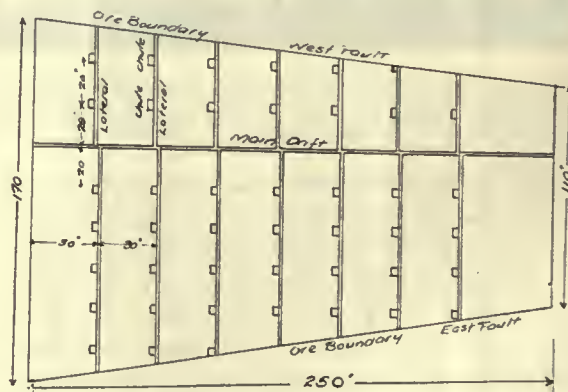 Ore Boundary
West Fault
Chute
Chute
Lateral
Lateral
20'
20'
20
Main Drift
170
110'
30'
30'
Ore Boundary
East Fault
250'